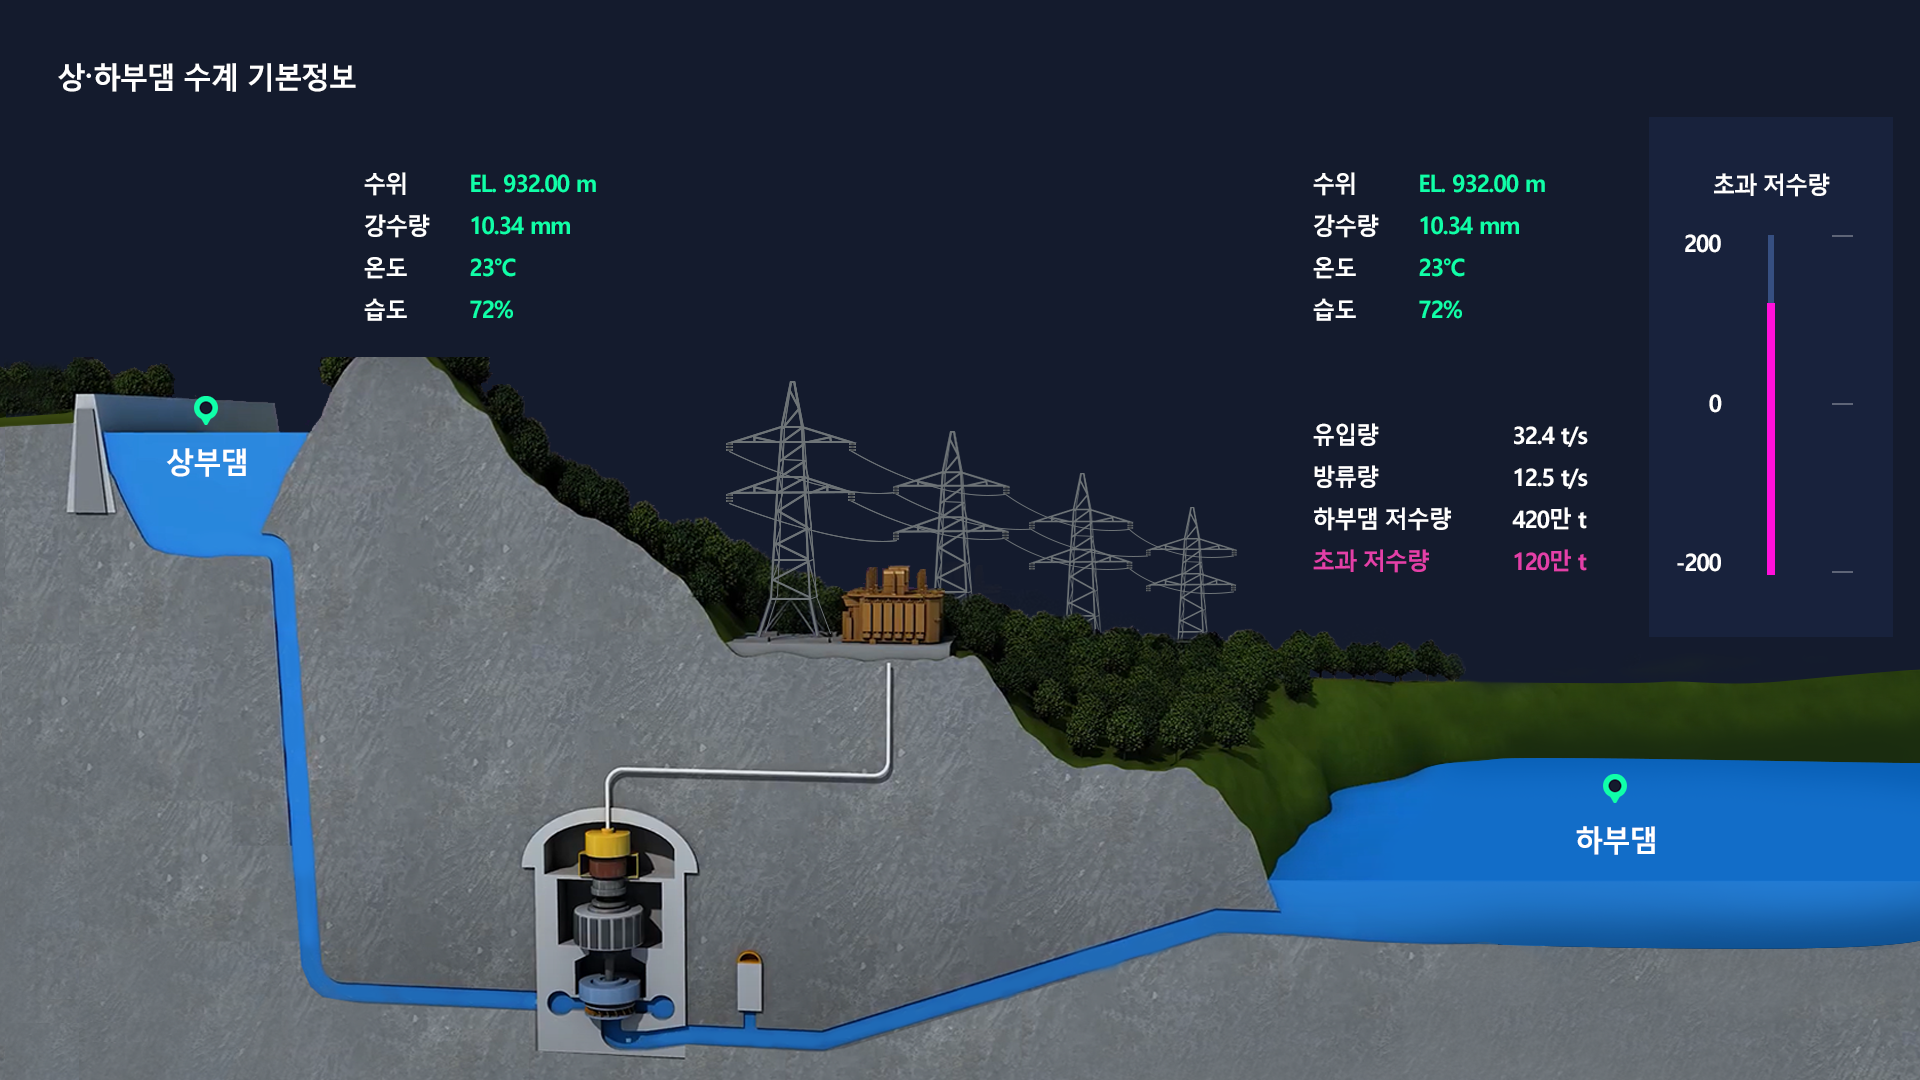 상·하부댐 수계 기본정보
수위 EL. 932.00 m
강수량 10.34 mm
온도 23℃
습도 72%
수위 EL. 932.00 m
강수량 10.34 mm
온도 23℃
습도 72%
유입량 32.4 t/s
방류량 12.5 t/s
하부댐 저수량 420만 t
초과 저수량 120만 t
초과 저수량
200
0
-200
상부댐
하부댐